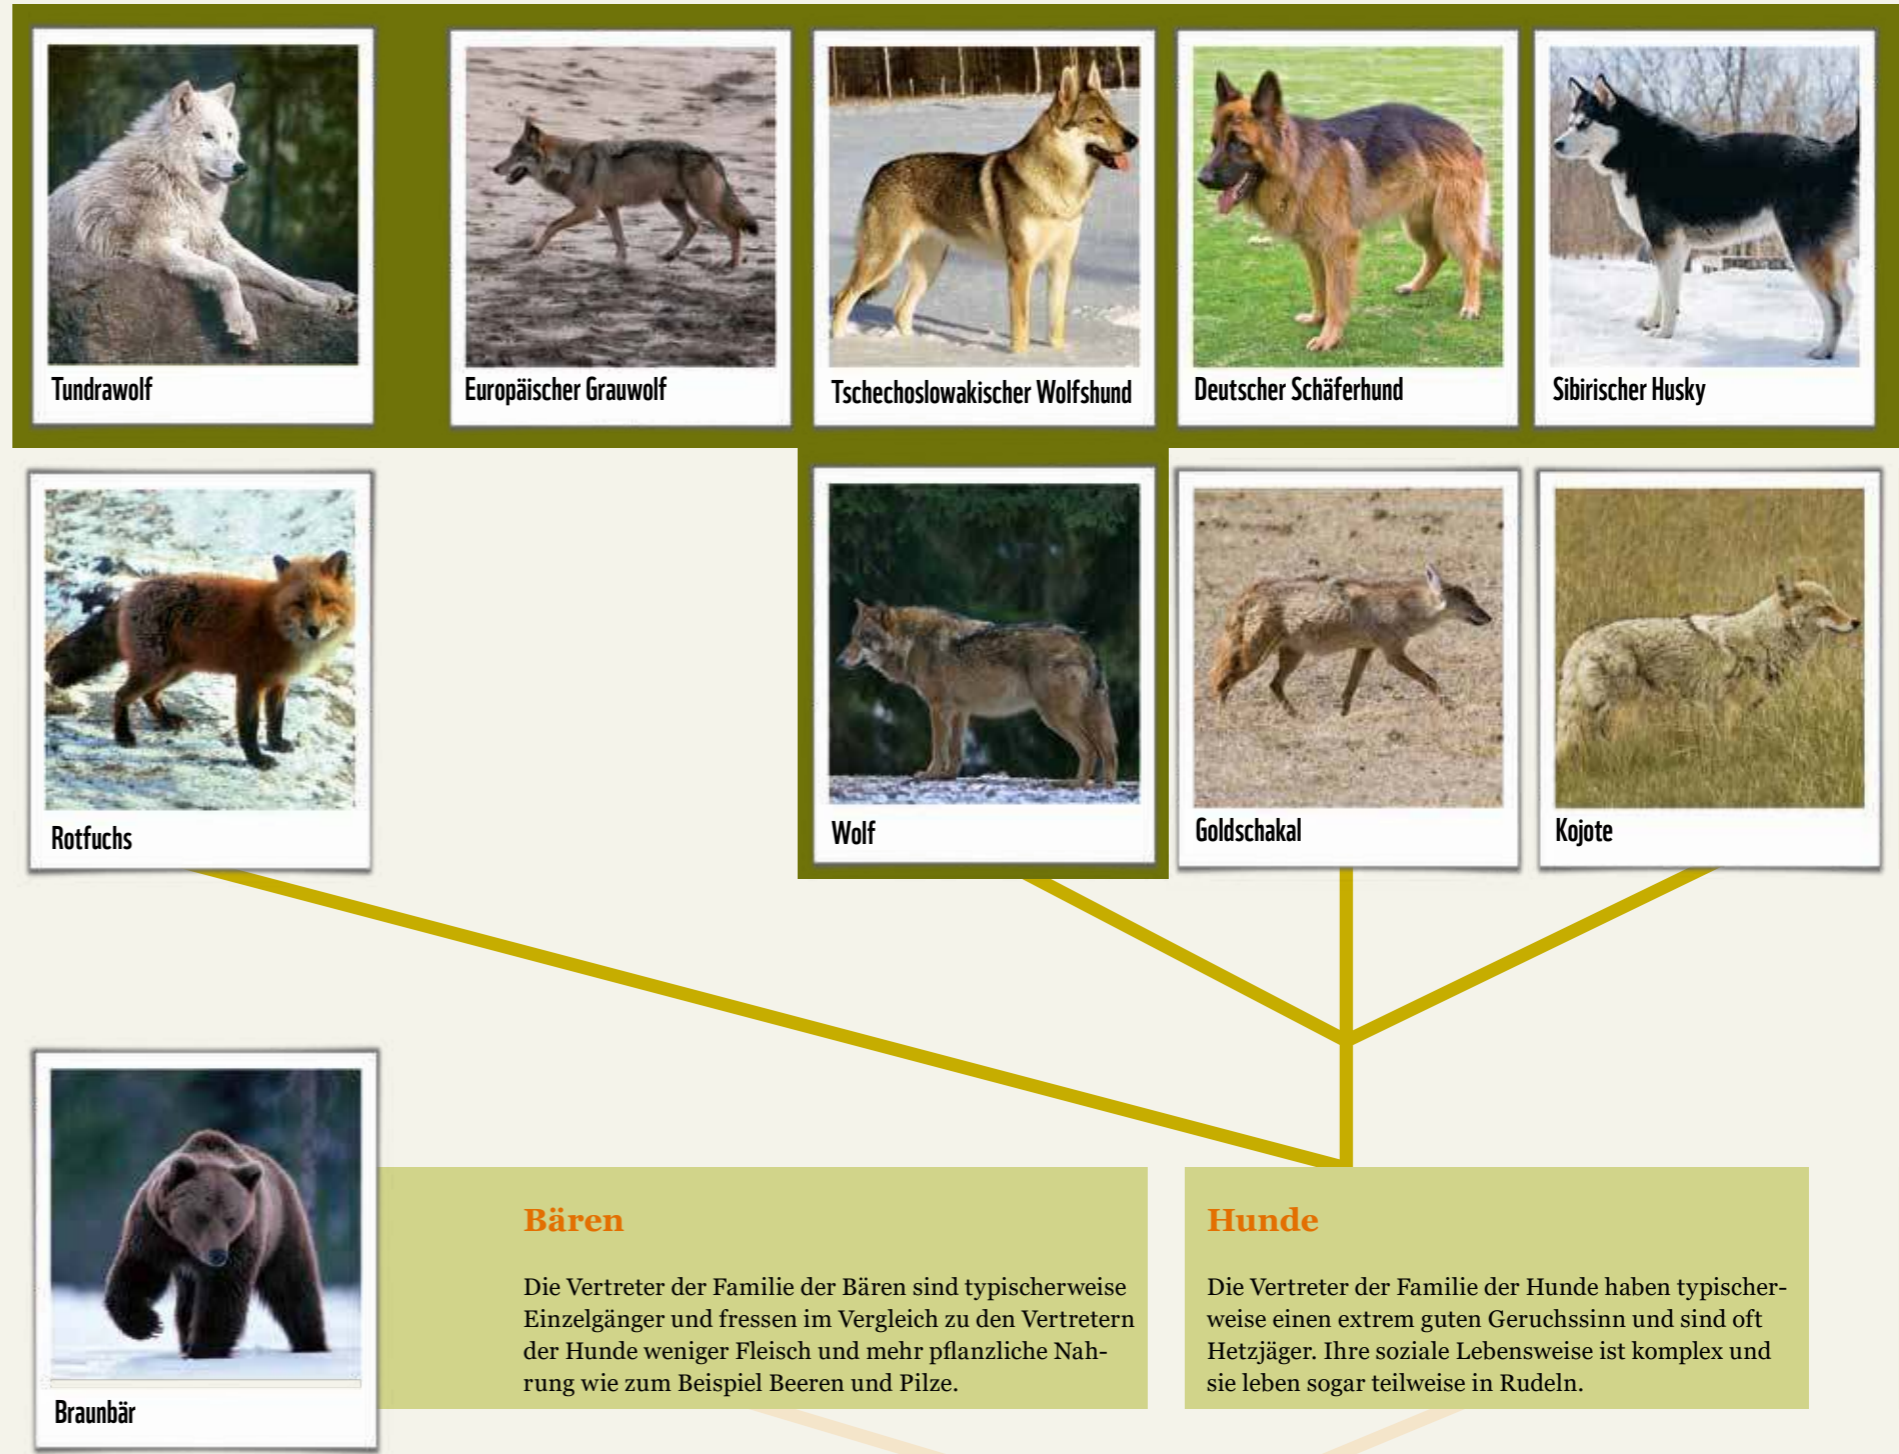 Tundrawolf
Europäischer Grauwolf
Tschechoslowakischer Wolfshund
Deutscher Schäferhund
Sibirischer Husky
Rotfuchs
Wolf
Goldschakal
Kojote
Braunbär
Bären
Die Vertreter der Familie der Bären sind typischerweise
Einzelgänger und fressen im Vergleich zu den Vertretern
der Hunde weniger Fleisch und mehr pflanzliche Nah-
rung wie zum Beispiel Beeren und Pilze.
Hunde
Die Vertreter der Familie der Hunde haben typischer-
weise einen extrem guten Geruchssinn und sind oft
Hetzjäger. Ihre soziale Lebensweise ist komplex und
sie leben sogar teilweise in Rudeln.